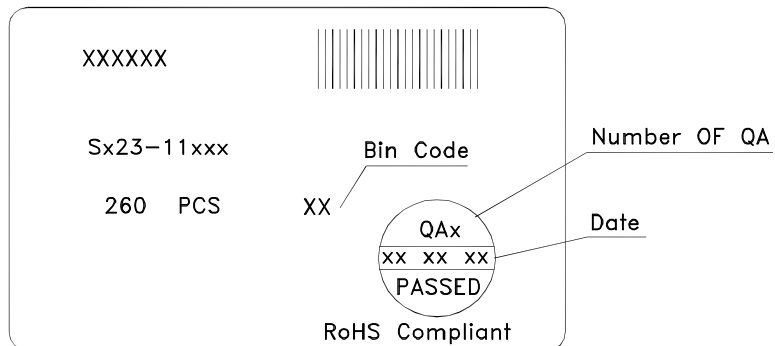 XXXXXX
Number OF QA
Sx23-11xxx
Bin Code
260 PCS
XX
Date
QAx
xx xx xx
PASSED
RoHS Compliant